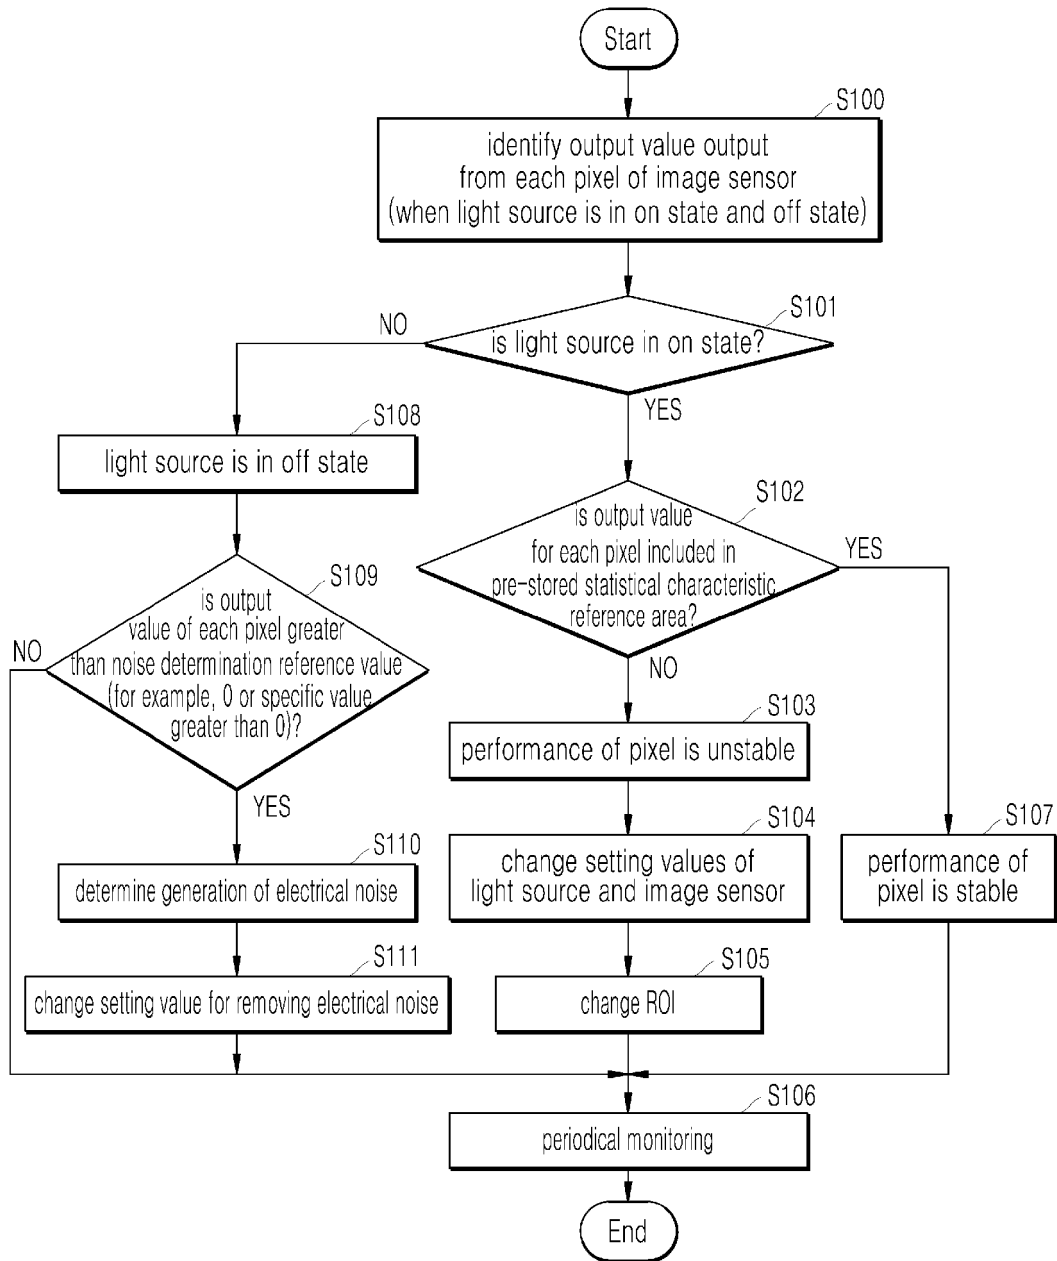 Start
S100
identify output value output
from each pixel of image sensor
(when light source is in on state and off state)
S101
NO
is light source in on state?
YES
S108
light source is in off state
S102
is output value
for each pixel included in
pre-stored statistical characteristic
reference area?
YES
NO
S109
is output
value of each pixel greater
than noise determination reference value
(for example, 0 or specific value
greater than 0)?
NO
YES
S103
performance of pixel is unstable
S104
change setting values of
light source and image sensor
S107
performance of
pixel is stable
S110
determine generation of electrical noise
S111
change setting value for removing electrical noise
S105
change ROI
S106
periodical monitoring
End